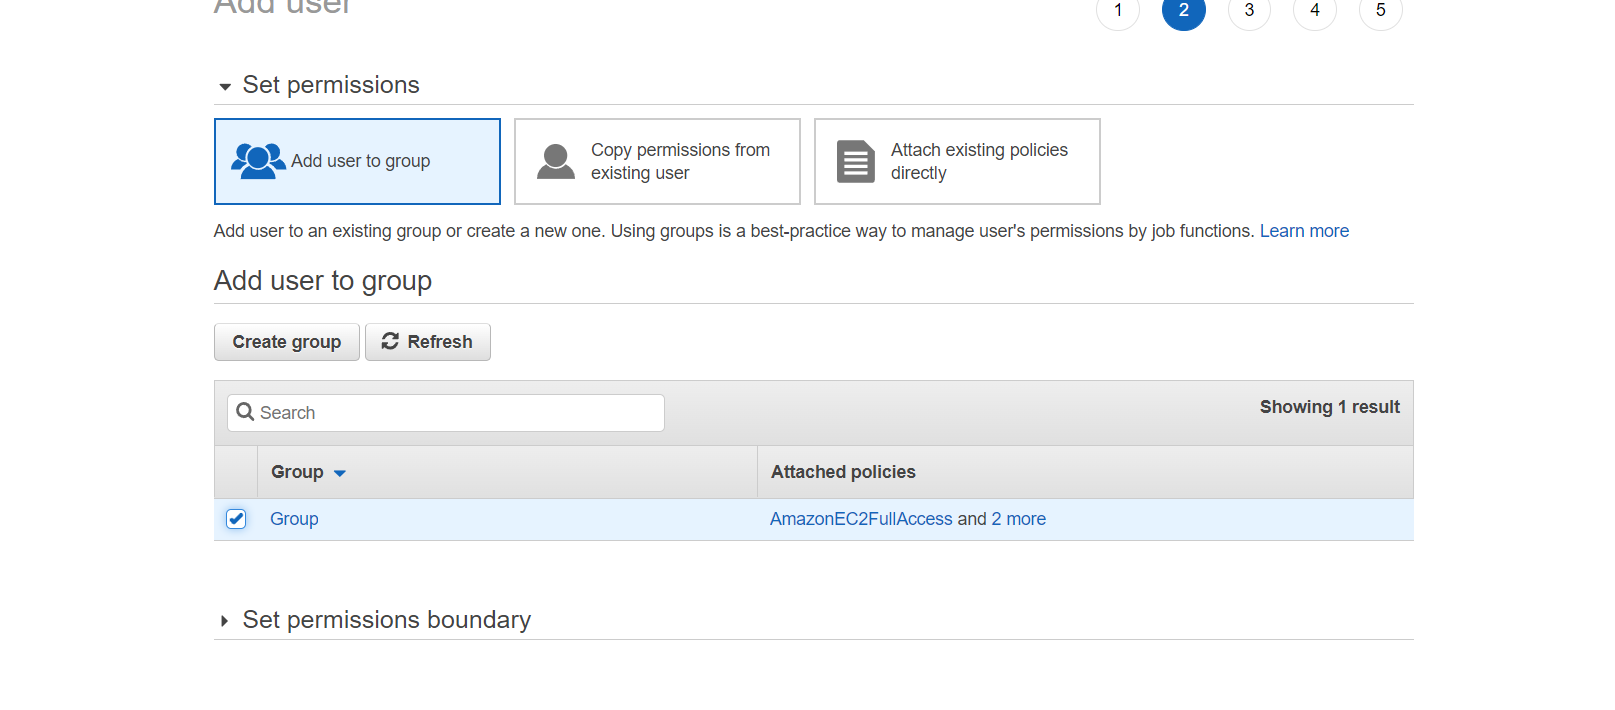 Add user
1 2 3 4 5
Set permissions
Add user to group
Copy permissions from
existing user
Attach existing policies
directly
Add user to an existing group or create a new one. Using groups is a best-practice way to manage user's permissions by job functions. Learn more
Add user to group
Create group Refresh
Search
Showing 1 result
Group Attached policies
Group AmazonEC2FullAccess and 2 more
Set permissions boundary